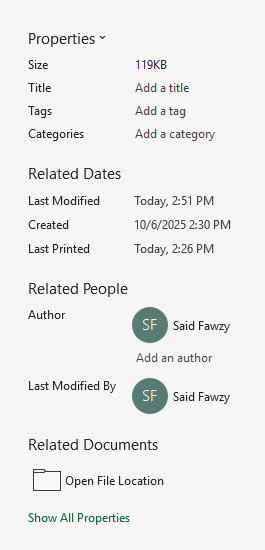 Properties
Size 119KB
Title Add a title
Tags Add a tag
Categories Add a category
Related Dates
Last Modified Today, 2:51 PM
Created 10/6/2025 2:30 PM
Last Printed Today, 2:26 PM
Related People
Author SF Said Fawzy
Add an author
Last Modified By SF Said Fawzy
Related Documents
Open File Location
Show All Properties